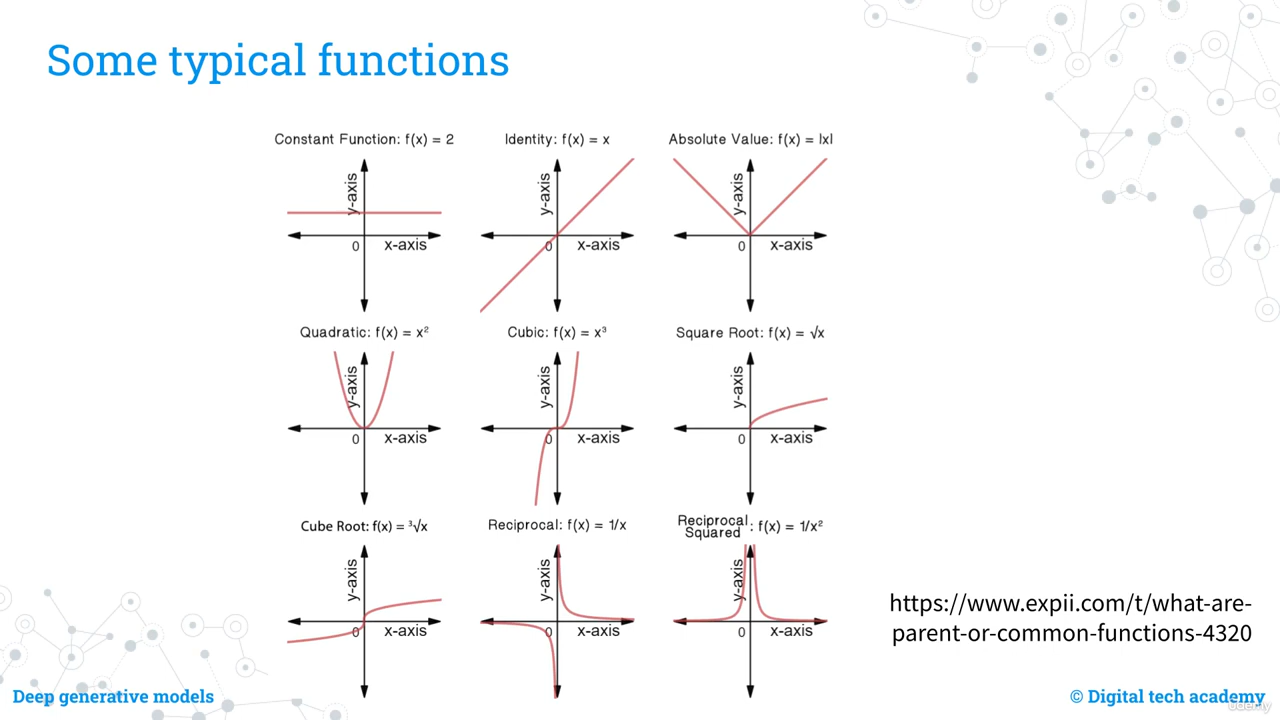 Some typical functions
Constant Function: f(x) = 2
Identity: f(x) = x
Absolute Value: f(x) = |x|
y-axis
0
x-axis
y-axis
0
x-axis
y-axis
0
x-axis
Quadratic: f(x) = x²
Cubic: f(x) = x³
Square Root: f(x) = √x
y-axis
0
x-axis
y-axis
0
x-axis
y-axis
0
x-axis
Cube Root: f(x) = ³√x
Reciprocal: f(x) = 1/x
Reciprocal
Squared : f(x) = 1/x²
y-axis
0
x-axis
y-axis
0
x-axis
y-axis
0
x-axis
https://www.expii.com/t/what-are-
parent-or-common-functions-4320
Deep generative models
© Digital tech academy
udemy